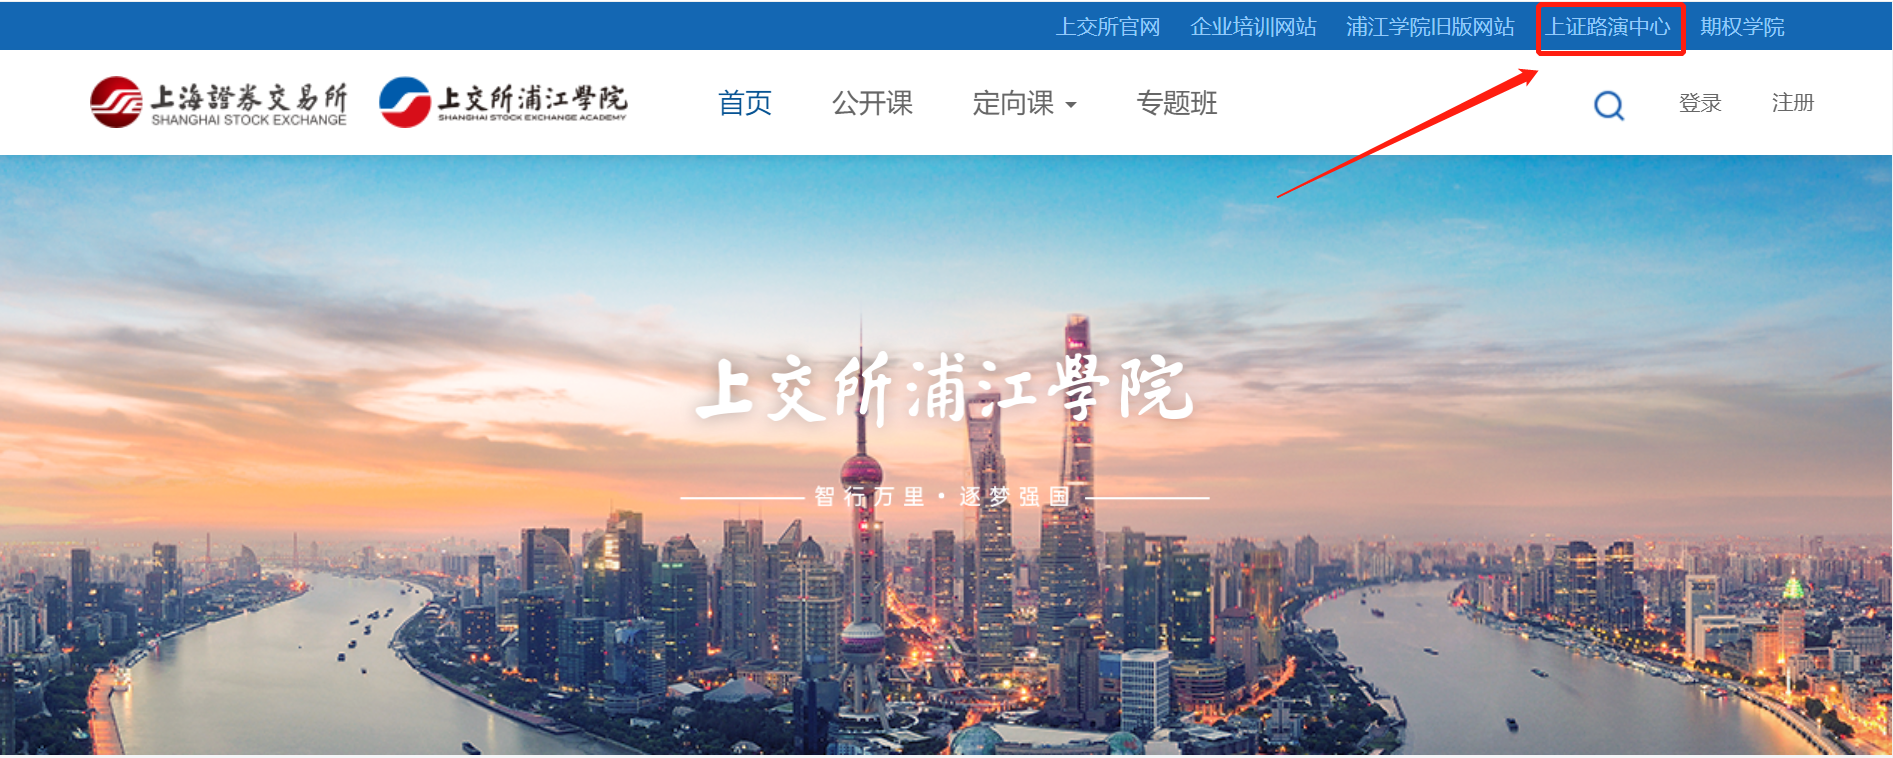 上交所官网 企业培训网站 浦江学院旧版网站 上证路演中心 期权学院
上海證券交易所 上交所浦江學院 首页 公开课 定向课 专题班 登录 注册
SHANGHAI STOCK EXCHANGE SHANGHAI STOCK EXCHANGE ACADEMY
上交所浦江學院
智行万里·逐梦强国